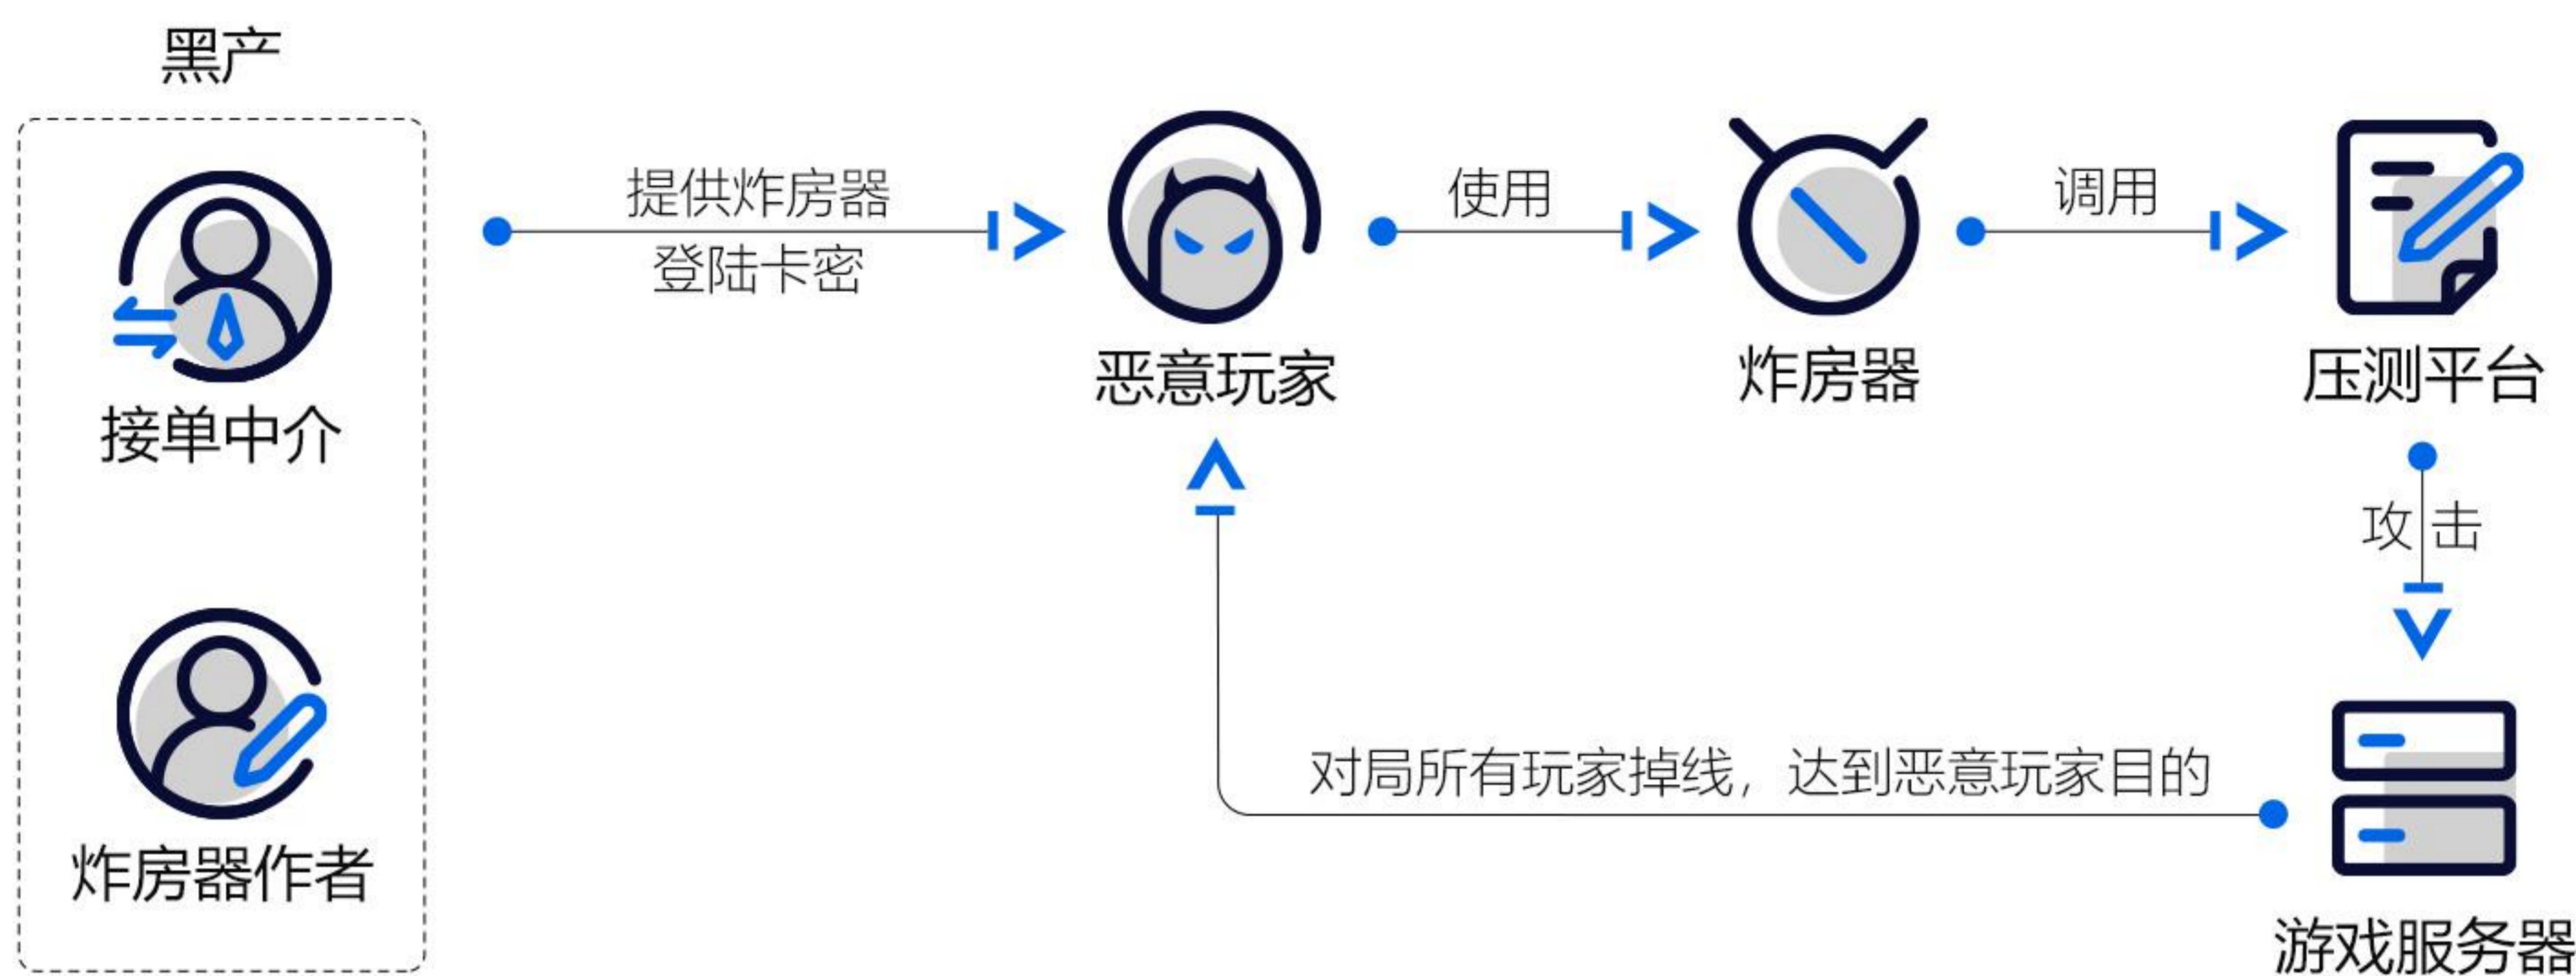 黑产
接单中介
炸房器作者
提供炸房器
登陆卡密
恶意玩家
使用
炸房器
调用
压测平台
攻击
游戏服务器
对局所有玩家掉线，达到恶意玩家目的